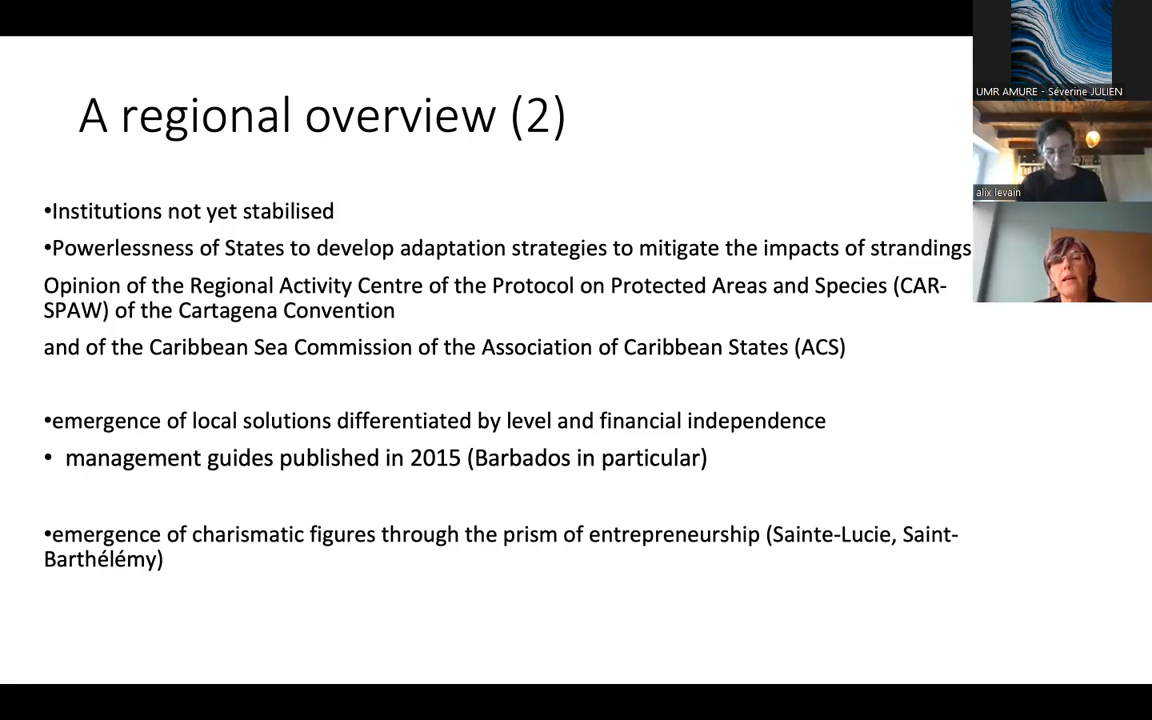 A regional overview (2)
•Institutions not yet stabilised
•Powerlessness of States to develop adaptation strategies to mitigate the impacts of strandings
Opinion of the Regional Activity Centre of the Protocol on Protected Areas and Species (CAR-
SPAW) of the Cartagena Convention
and of the Caribbean Sea Commission of the Association of Caribbean States (ACS)
•emergence of local solutions differentiated by level and financial independence
• management guides published in 2015 (Barbados in particular)
•emergence of charismatic figures through the prism of entrepreneurship (Sainte-Lucie, Saint-
Barthélémy)
UMR AMURE - Séverine JULIEN
alix levain